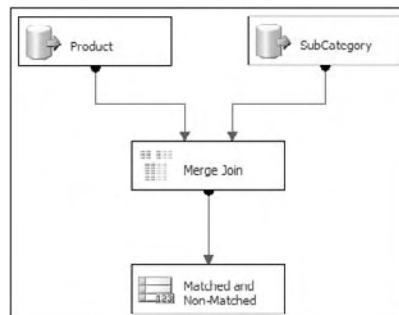 Product
SubCategory
Merge Join
Matched and
Non-Matched